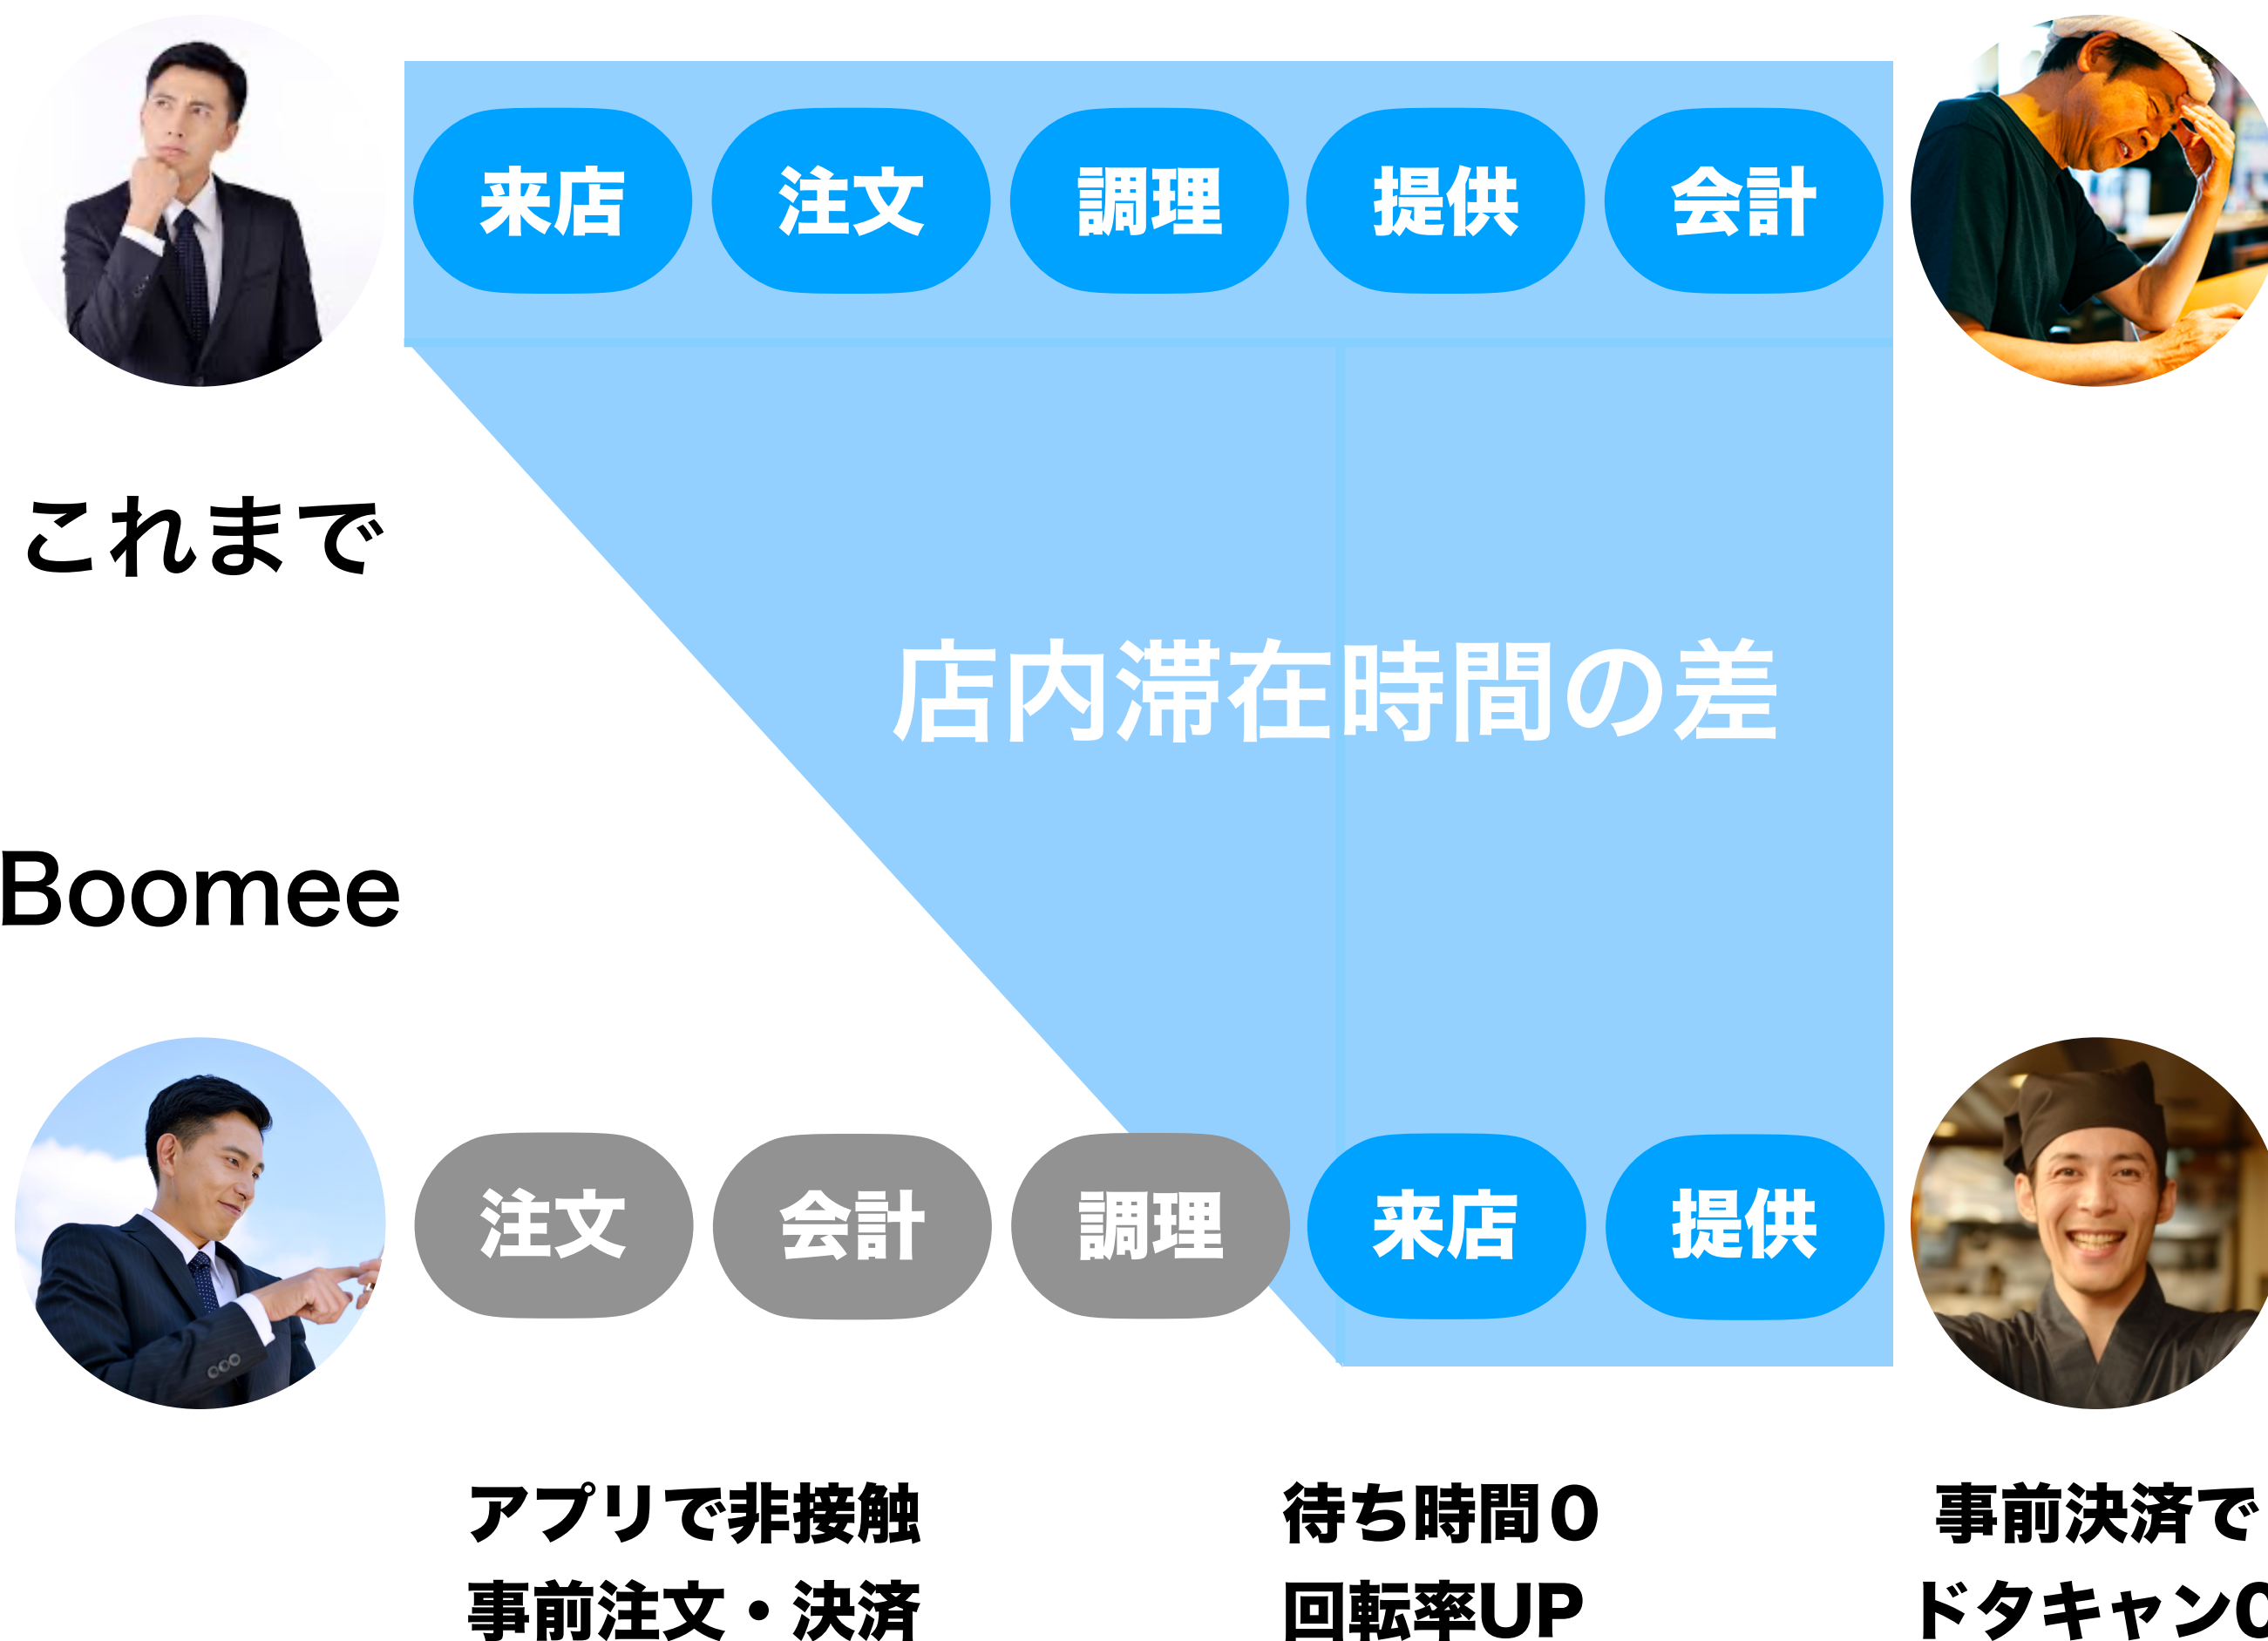 来店
注文
調理
提供
会計
これまで
店内滞在時間の差
Boomee
注文
会計
調理
来店
提供
アプリで非接触
事前注文・決済
待ち時間0
回転率UP
事前決済で
ドタキャン0